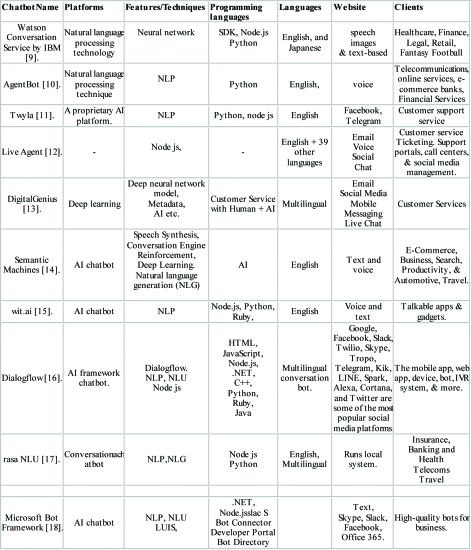 ChatbotName Platforms Features/Techniques Programming languages Languages Website Clients
Watson Conversation Service by IBM [9]. Natural language processing technology Neural network SDK, Node.js Python English, and Japanese speech images & text-based Healthcare, Finance, Legal, Retail, Fantasy Football
AgentBot [10]. Natural language processing technique NLP Python English, voice Telecommunications, online services, e-commerce banks, Financial Services
Twyla [11]. A proprietary AI platform. NLP Python, node js English Facebook, Telegram Customer support service
Live Agent [12]. - Node js, - English + 39 other languages Email Voice Social Chat Customer service Ticketing. Support portals, call centers, & social media management.
DigitalGenius [13]. Deep learning Deep neural network model, Metadata, AI etc. Customer Service with Human + AI Multilingual Email Social Media Mobile Messaging Live Chat Customer Services
Semantic Machines [14]. AI chatbot Speech Synthesis, Conversation Engine Reinforcement, Deep Learning. Natural language generation (NLG) AI English Text and voice E-Commerce, Business, Search, Productivity, & Automotive, Travel.
wit.ai [15]. AI chatbot NLP Node.js, Python, Ruby, English Voice and text Talkable apps & gadgets.
Dialogflow[16]. AI framework chatbot. Dialogflow. NLP, NLU Node js HTML, JavaScript, Node.js, .NET, C++, Python, Ruby, Java Multilingual conversation bot. Google, Facebook, Slack, Twilio, Skype, Tropo, Telegram, Kik, LINE, Spark, Alexa, Cortana, and Twitter are some of the most popular social media platforms The mobile app, web app, device, bot, IVR system, & more.
rasa NLU [17]. Conversationach atbot NLP,NLG Node js Python English, Multilingual Runs local system. Insurance, Banking and Health Telecoms Travel
Microsoft Bot Framework [18]. AI chatbot NLP, NLU LUIS, .NET, Node.jsslac S Bot Connector Developer Portal Bot Directory Text, Skype, Slack, Facebook, Office 365. High-quality bots for business.